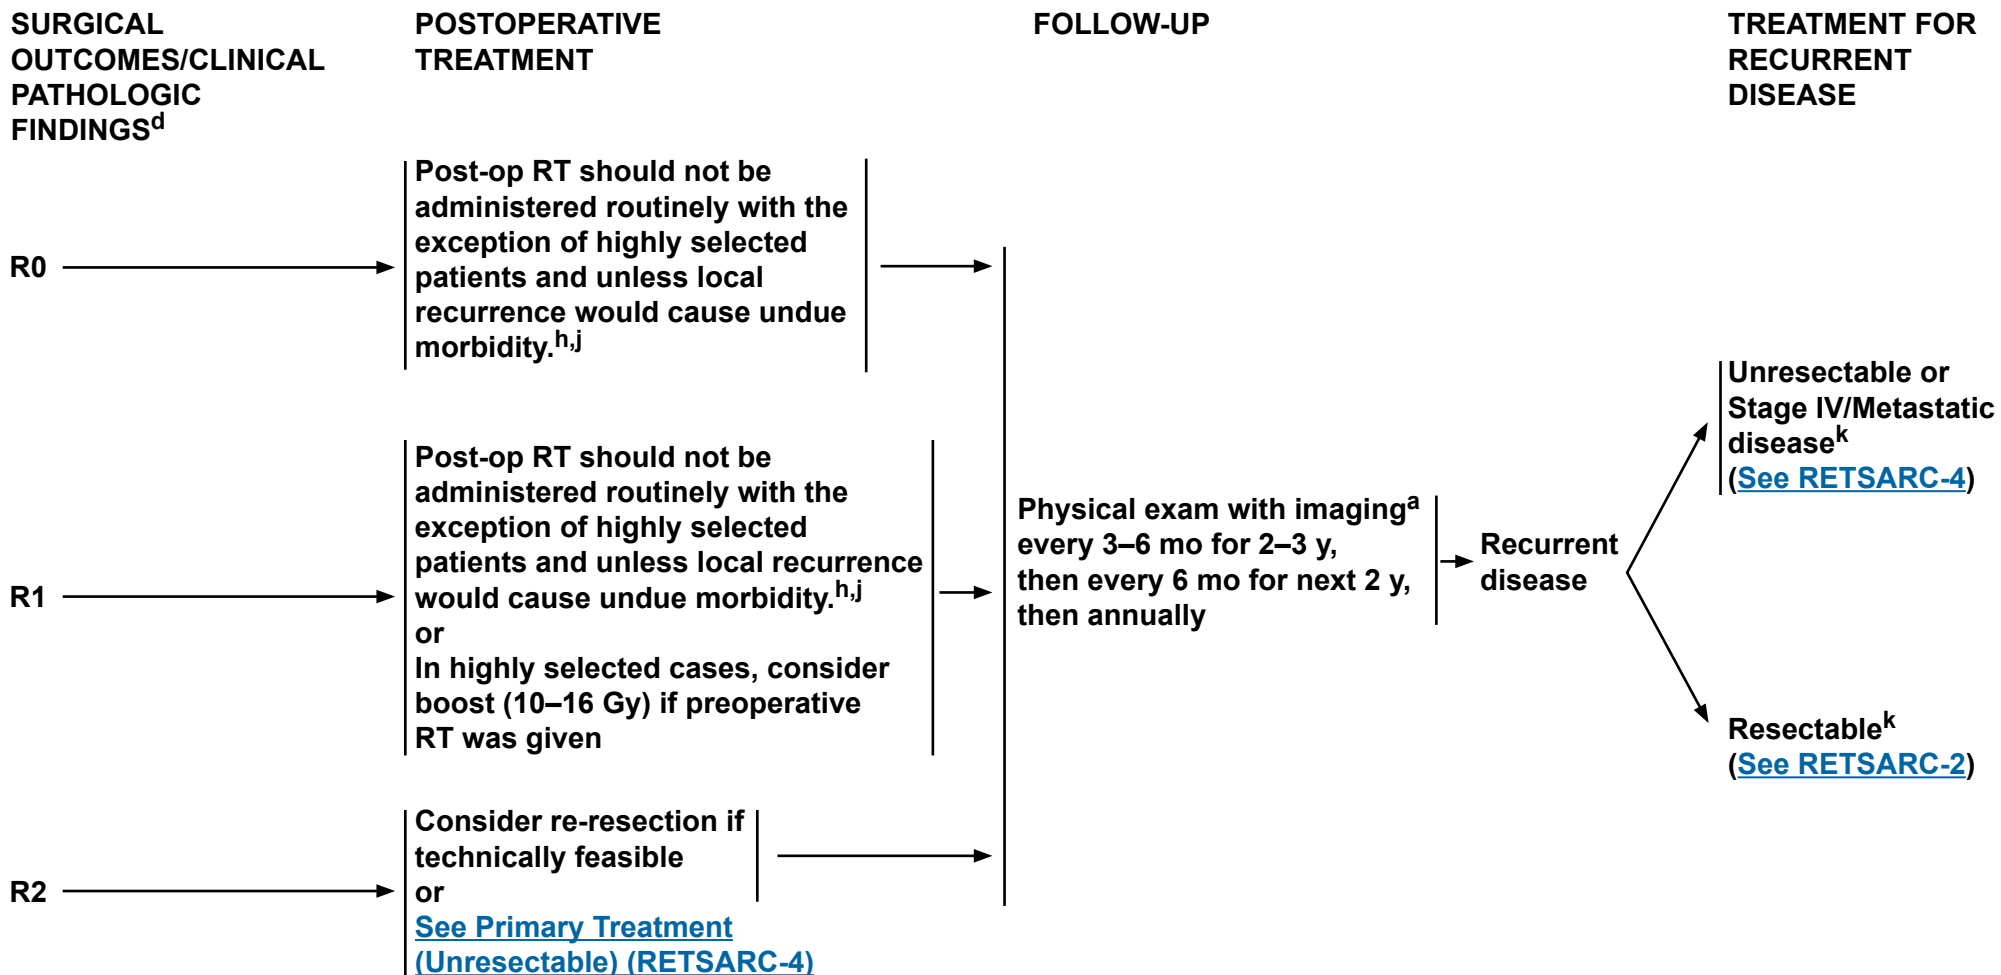 SURGICAL
OUTCOMES/CLINICAL
PATHOLOGIC
FINDINGSd
POSTOPERATIVE
TREATMENT
FOLLOW-UP
TREATMENT FOR
RECURRENT
DISEASE
R0
Post-op RT should not be
administered routinely with the
exception of highly selected
patients and unless local
recurrence would cause undue
morbidity.h,j
R1
Post-op RT should not be
administered routinely with the
exception of highly selected
patients and unless local recurrence
would cause undue morbidity.h,j
or
In highly selected cases, consider
boost (10–16 Gy) if preoperative
RT was given
R2
Consider re-resection if
technically feasible
or
See Primary Treatment
(Unresectable) (RETSARC-4)
Physical exam with imaginga
every 3–6 mo for 2–3 y,
then every 6 mo for next 2 y,
then annually
Recurrent
disease
Unresectable or
Stage IV/Metastatic
diseasek
(See RETSARC-4)
Resectablek
(See RETSARC-2)